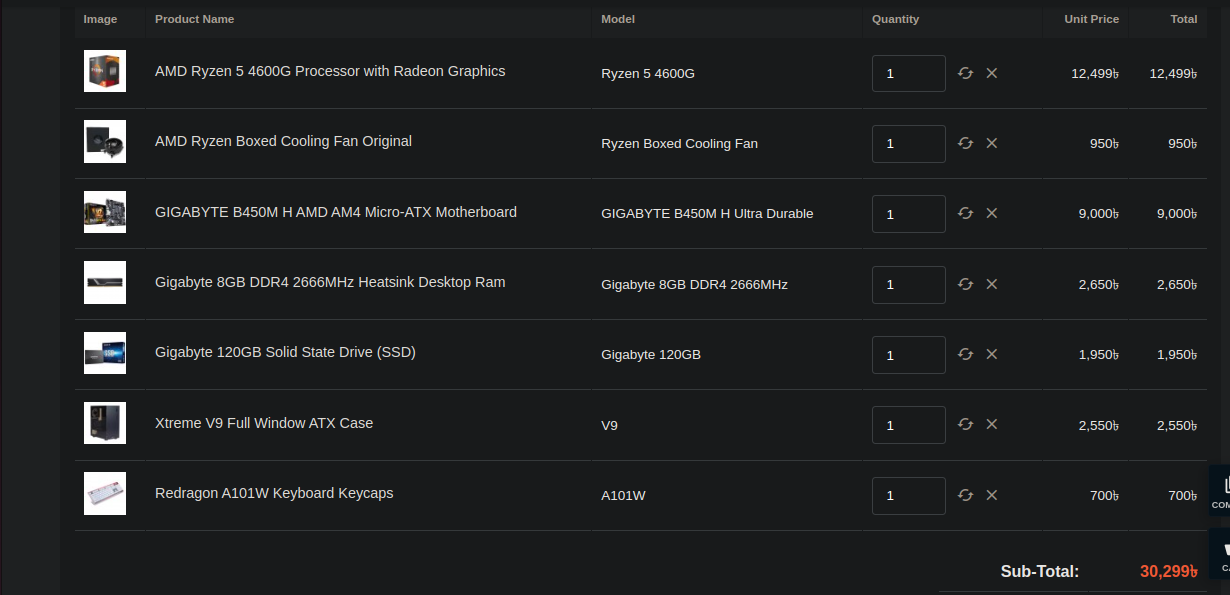 Image Product Name Model Quantity Unit Price Total
AMD Ryzen 5 4600G Processor with Radeon Graphics Ryzen 5 4600G 1 12,499৳ 12,499৳
AMD Ryzen Boxed Cooling Fan Original Ryzen Boxed Cooling Fan 1 950৳ 950৳
GIGABYTE B450M H AMD AM4 Micro-ATX Motherboard GIGABYTE B450M H Ultra Durable 1 9,000৳ 9,000৳
Gigabyte 8GB DDR4 2666MHz Heatsink Desktop Ram Gigabyte 8GB DDR4 2666MHz 1 2,650৳ 2,650৳
Gigabyte 120GB Solid State Drive (SSD) Gigabyte 120GB 1 1,950৳ 1,950৳
Xtreme V9 Full Window ATX Case V9 1 2,550৳ 2,550৳
Redragon A101W Keyboard Keycaps A101W 1 700৳ 700৳
Sub-Total: 30,299৳